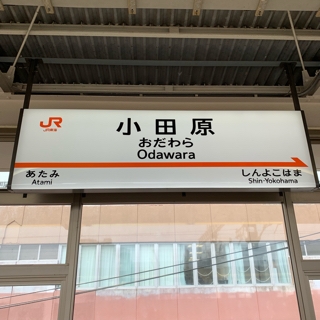 JR
JR東海
小田原
おだわら
Odawara
あたみ
Atami
しんよこはま
Shin-Yokohama